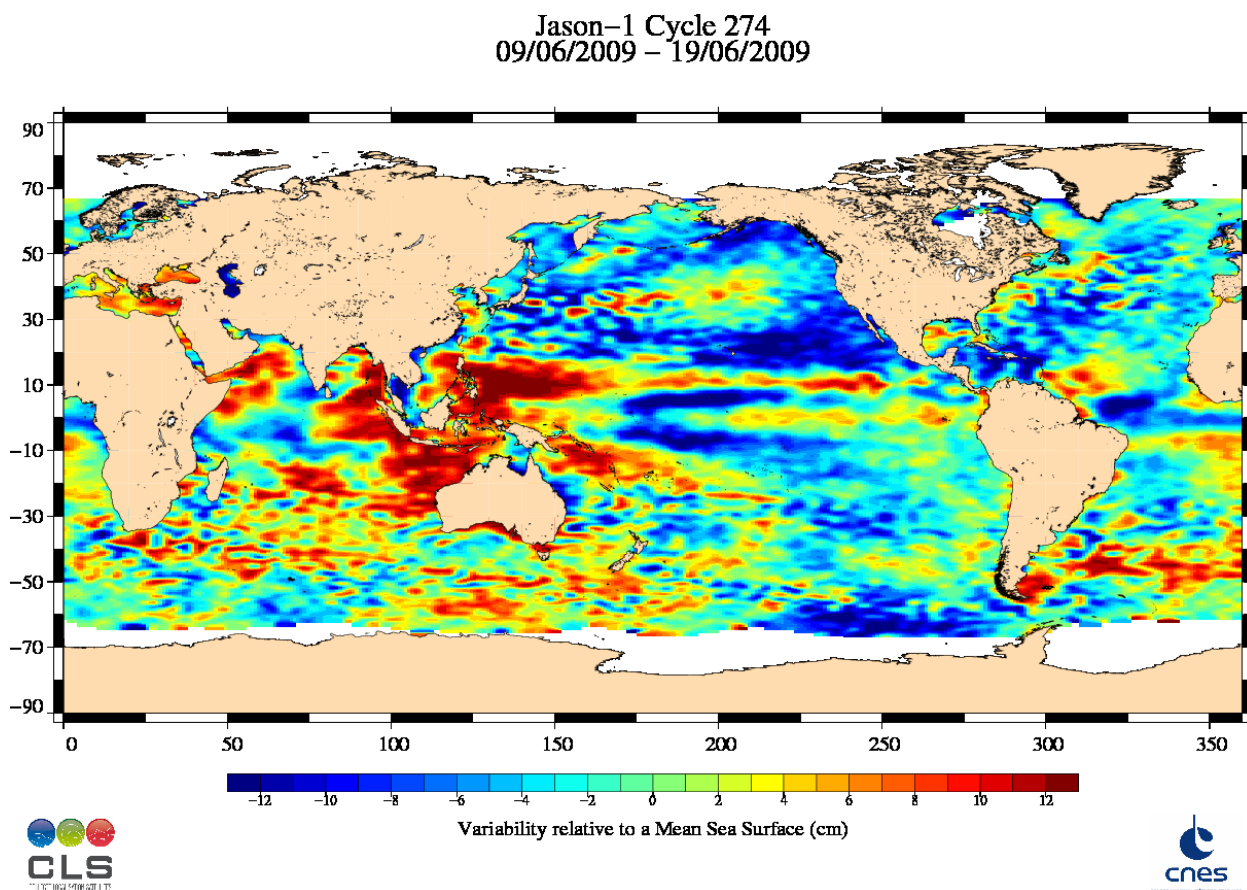 Jason−1 Cycle 274
09/06/2009 − 19/06/2009
90
70
50
30
10
−10
−30
−50
−70
−90
0 50 100 150 200 250 300 350
−12 −10 −8 −6 −4 −2 0 2 4 6 8 10 12
Variability relative to a Mean Sea Surface (cm)
CLS
cnes